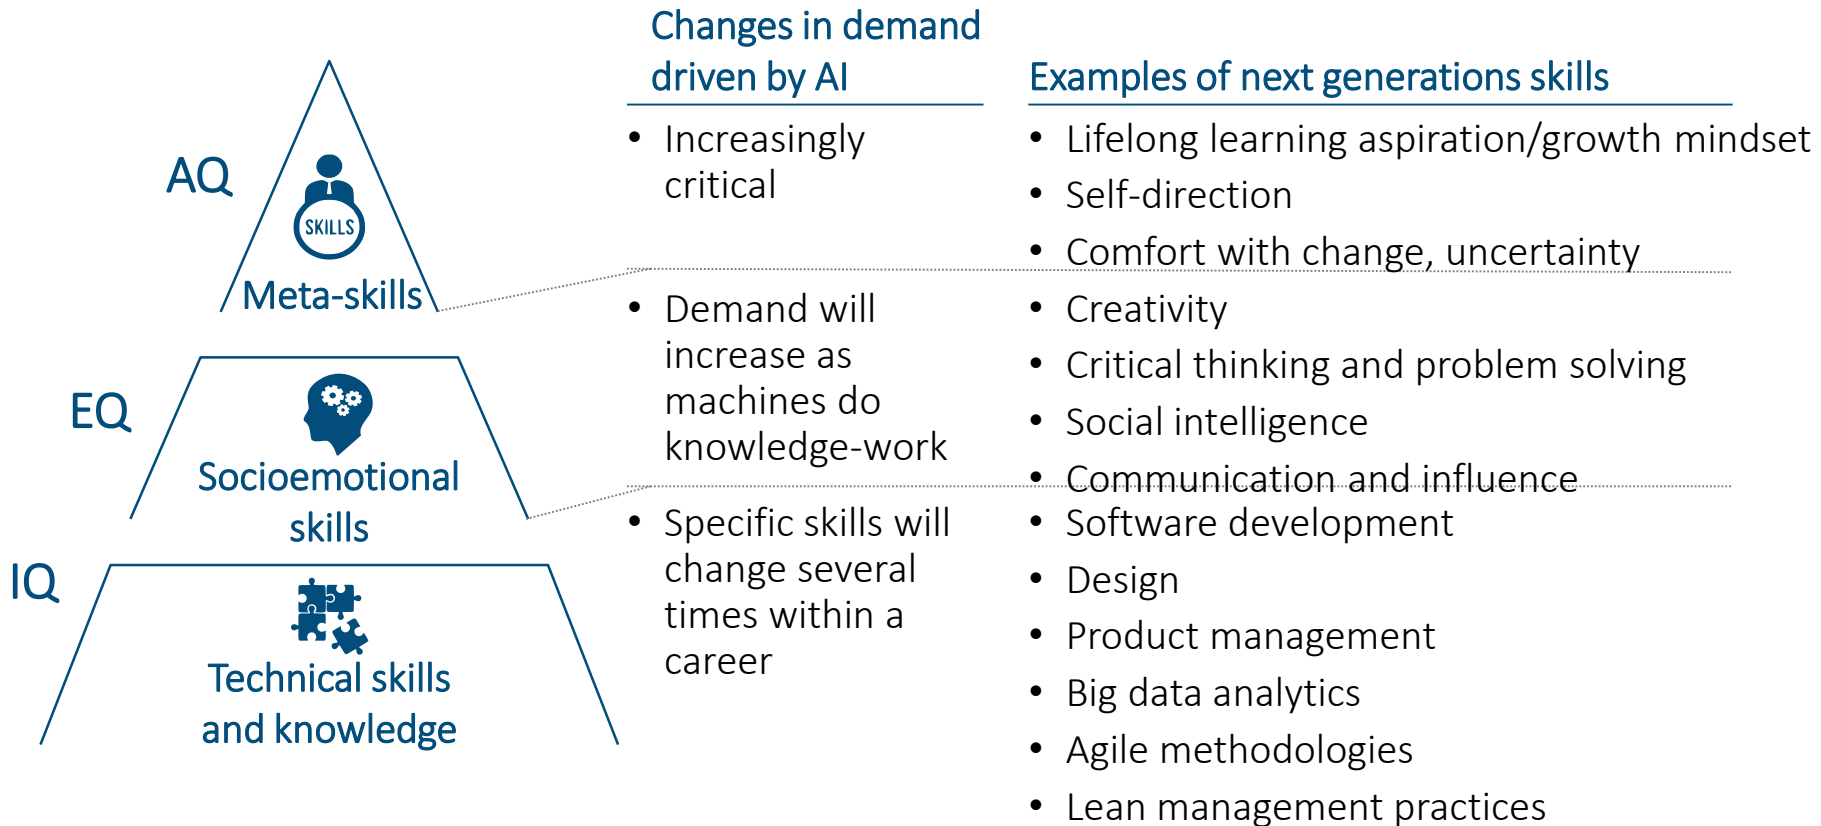 Changes in demand
driven by AI
Examples of next generations skills
AQ
SKILLS
Meta-skills
• Increasingly
critical
• Lifelong learning aspiration/growth mindset
• Self-direction
• Comfort with change, uncertainty
EQ
Socioemotional
skills
• Demand will
increase as
machines do
knowledge-work
• Creativity
• Critical thinking and problem solving
• Social intelligence
• Communication and influence
IQ
Technical skills
and knowledge
• Specific skills will
change several
times within a
career
• Software development
• Design
• Product management
• Big data analytics
• Agile methodologies
• Lean management practices